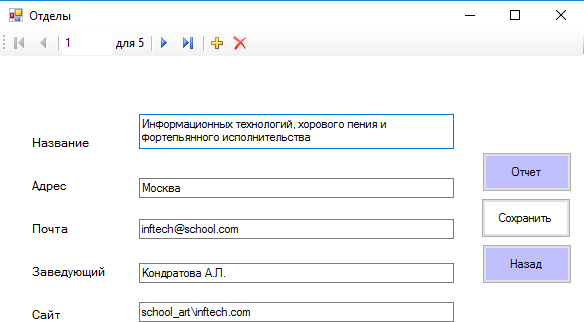 Отделы
1 для 5
Название
Информационных технологий, хорового пения и
фортепьянного исполнительства
Отчет
Адрес
Москва
Сохранить
Почта
inftech@school.com
Назад
Заведующий
Кондратова А.П.
Сайт
school_art\inftech.com